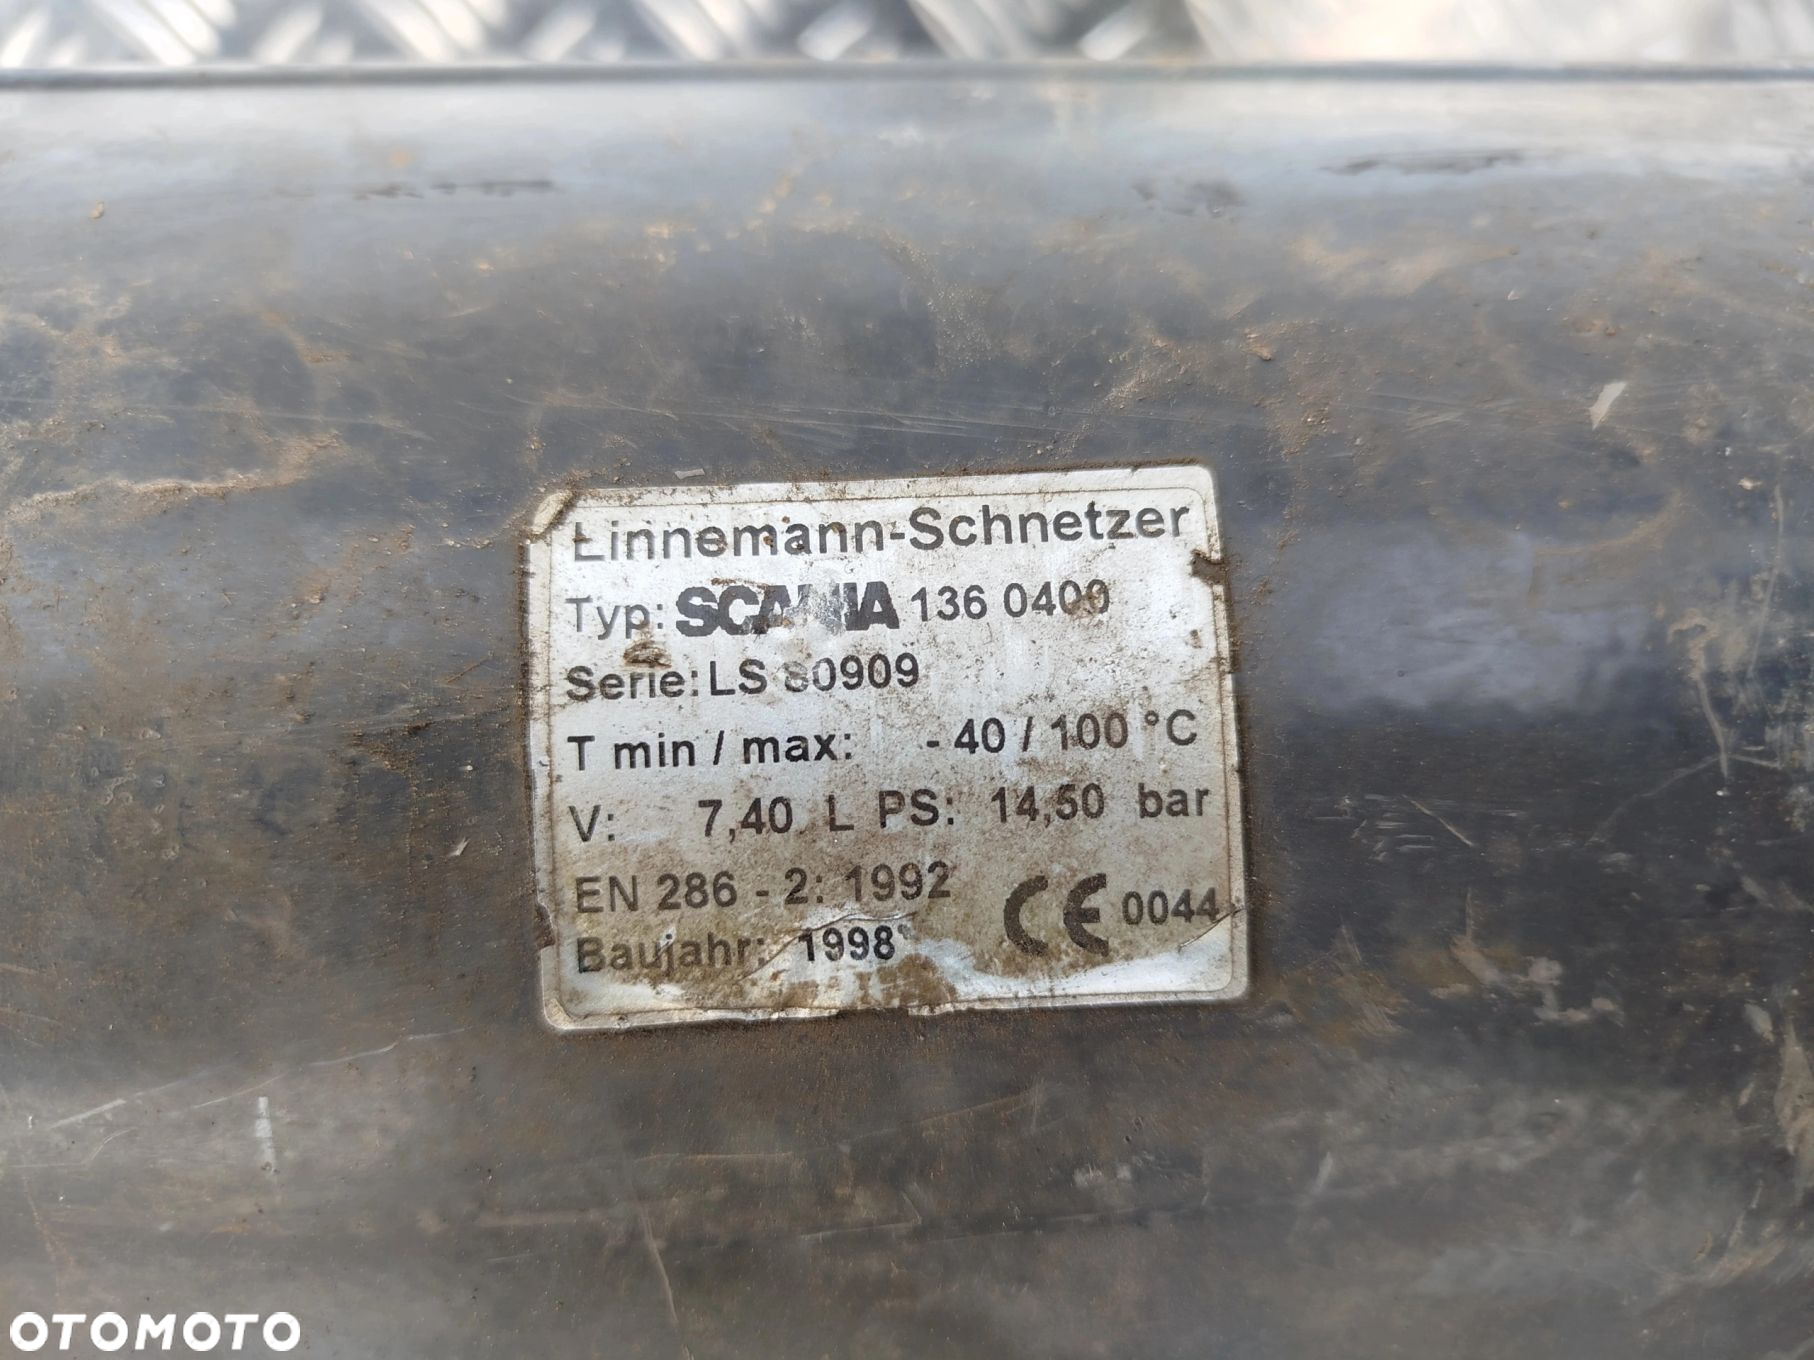 Linnemann-Schnetzer
Typ: SCANIA 136 0400
Serie: LS 80909
T min / max: - 40 / 100 °C
V: 7,40 L PS: 14,50 bar
EN 286 - 2: 1992 CE 0044
Baujahr: 1998
OTOMOTO